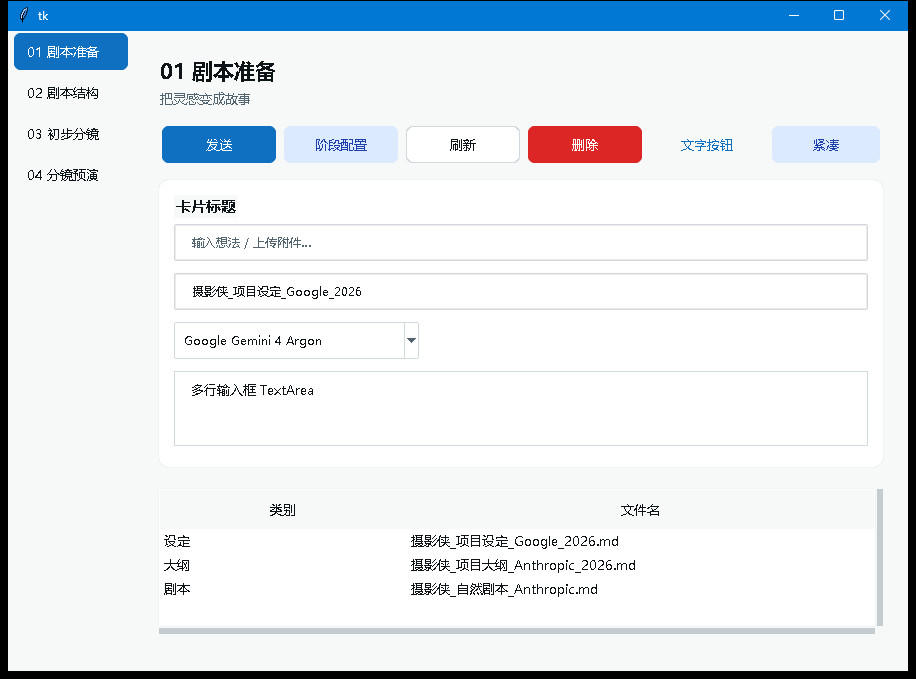 tk
01 剧本准备
02 剧本结构
03 初步分镜
04 分镜预演
01 剧本准备
把灵感变成故事
发送 阶段配置 刷新 删除 文字按钮 紧凑
卡片标题
输入想法 / 上传附件...
摄影侠_项目设定_Google_2026
Google Gemini 4 Argon
多行输入框 TextArea
类别 文件名
设定 摄影侠_项目设定_Google_2026.md
大纲 摄影侠_项目大纲_Anthropic_2026.md
剧本 摄影侠_自然剧本_Anthropic.md